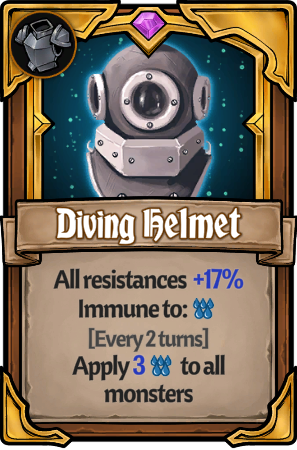 Diving Helmet
All resistances +17%
Immune to:
[Every 2 turns]
Apply 3 to all
monsters